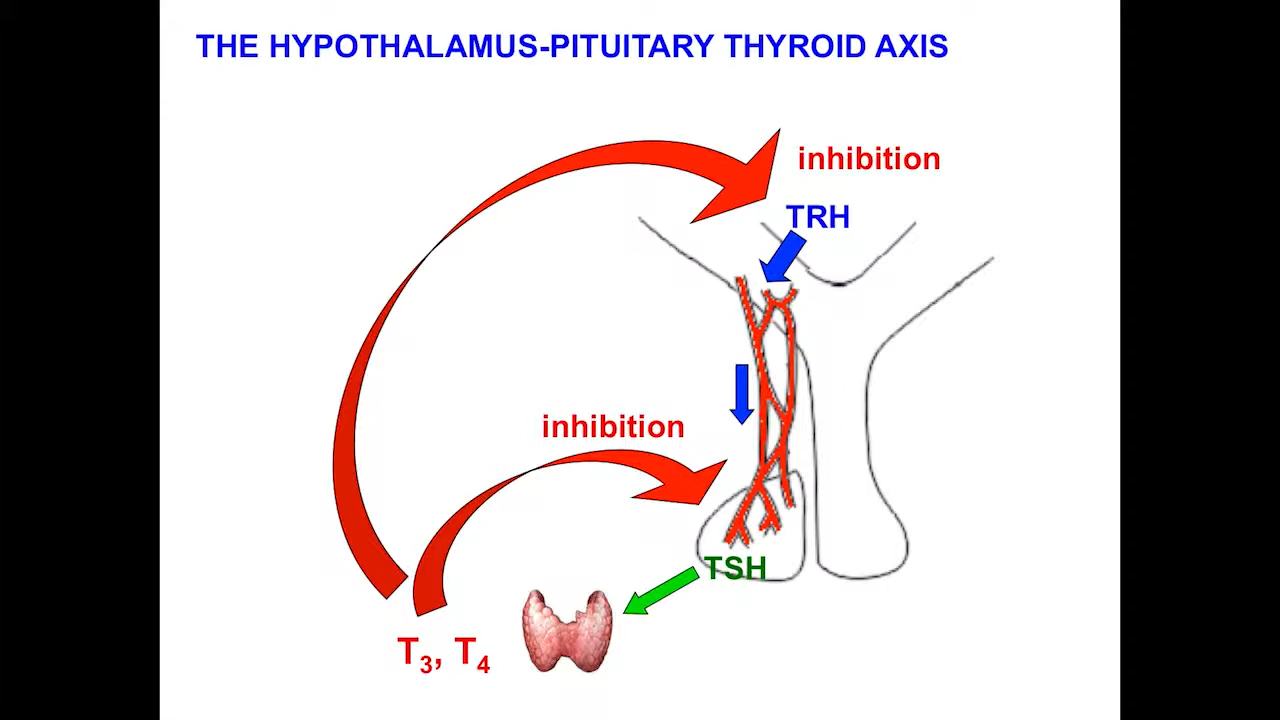 THE HYPOTHALAMUS-PITUITARY THYROID AXIS
inhibition
TRH
inhibition
TSH
T3, T4